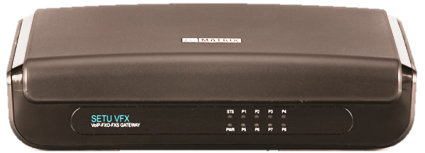 MATRIX
SETU VFX
VoIP-FXO-FXS GATEWAY
STS P1 P2 P3 P4
PWR P5 P6 P7 P8